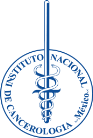 INSTITUTO NACIONAL
DE CANCEROLOGIA -México-